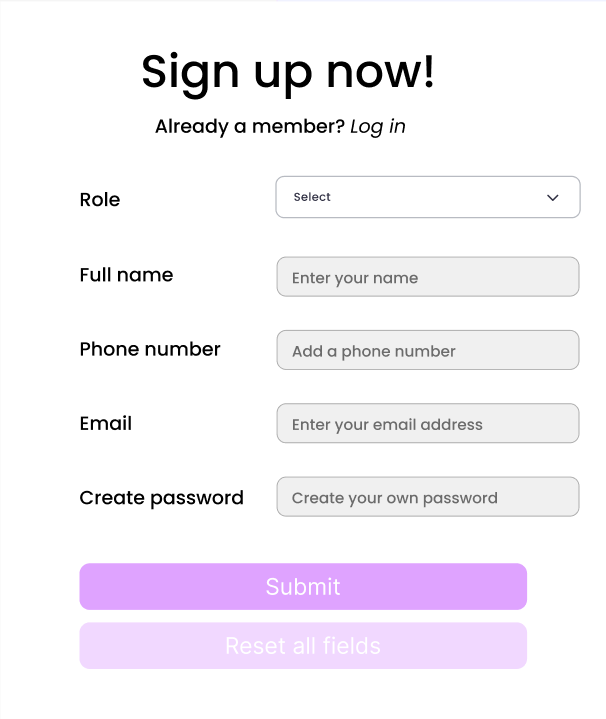 Sign up now!
Already a member? Log in
Role
Select
Full name
Enter your name
Phone number
Add a phone number
Email
Enter your email address
Create password
Create your own password
Submit
Reset all fields